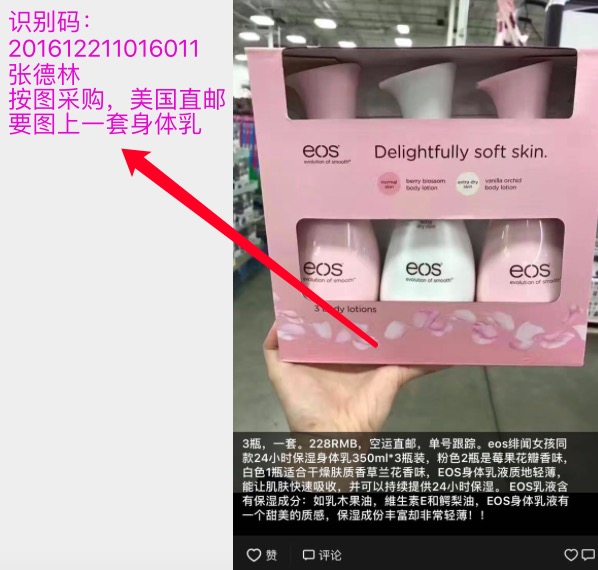 识别码：
201612211016011
张德林
按图采购，美国直邮
要图上一套身体乳
eos
evolution of smooth
Delightfully soft skin.
normal skin
berry blossom body lotion
extra dry skin
vanilla orchid body lotion
dry skin
eos
evolution of smooth
eos
evolution of smooth
eos
evolution of smooth
3 body lotions
3瓶，一套。228RMB，空运直邮，单号跟踪。eos绯闻女孩同
款24小时保湿身体乳350ml*3瓶装，粉色2瓶是莓果花瓣香味，
白色1瓶适合干燥肤质香草兰花香味，EOS身体乳液质地轻薄，
能让肌肤快速吸收，并可以持续提供24小时保湿。 EOS乳液含
有保湿成分：如乳木果油，維生素E和鳄梨油，EOS身体乳液有
一个甜美的质感，保湿成份丰富却非常轻薄！！
赞
评论